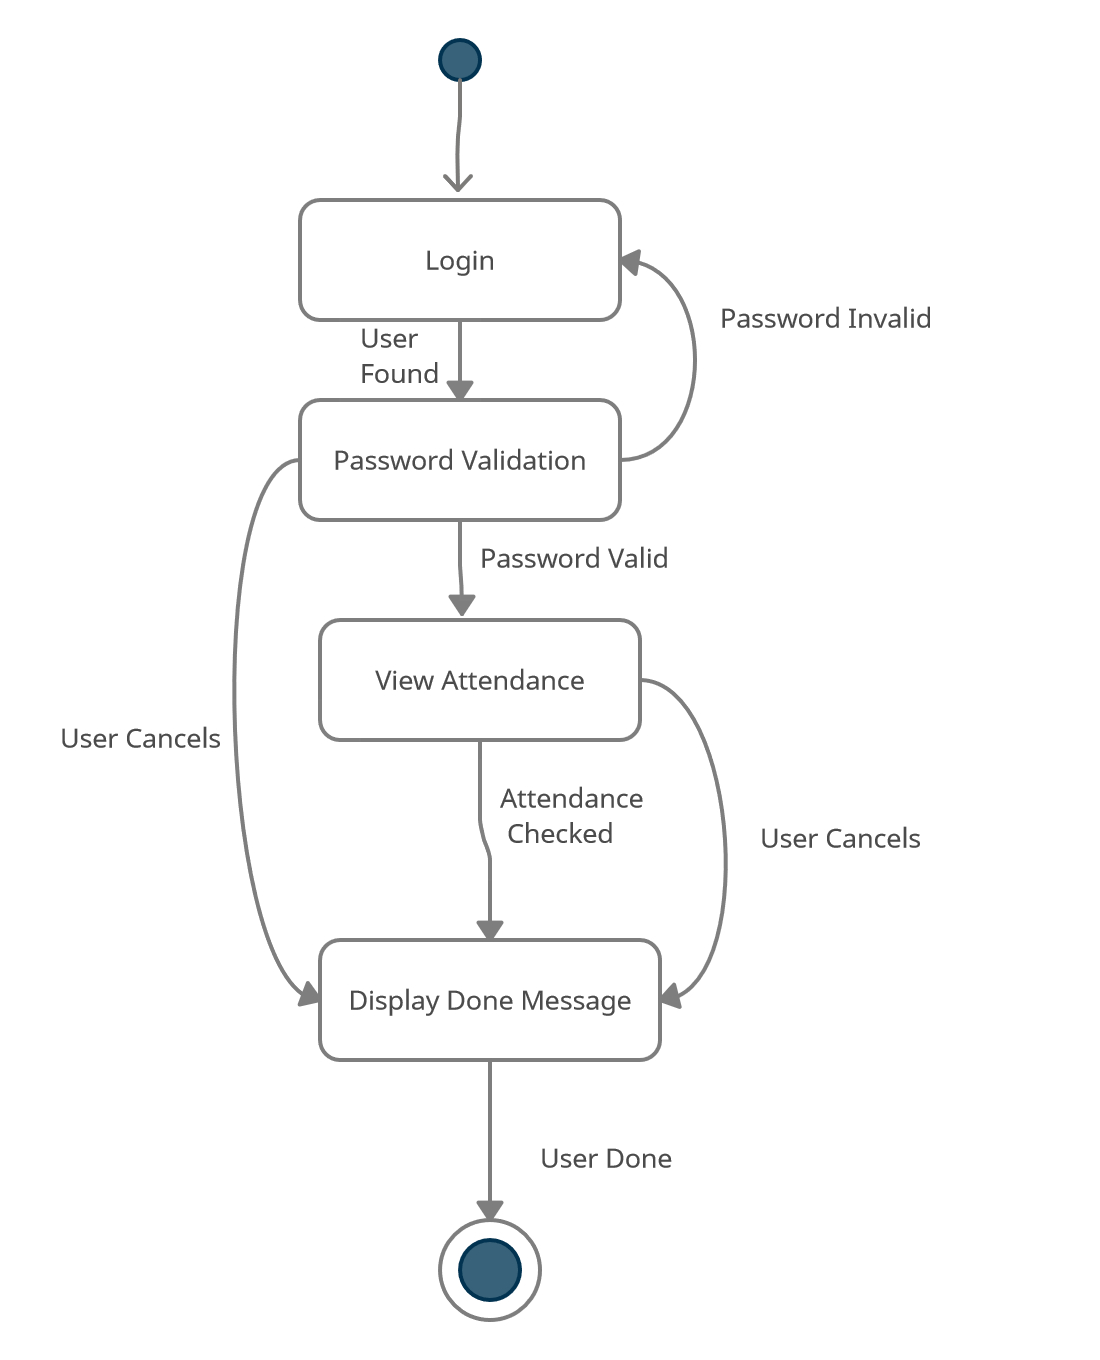 Login
User
Found
Password Invalid
Password Validation
Password Valid
View Attendance
User Cancels
Attendance
Checked
User Cancels
Display Done Message
User Done